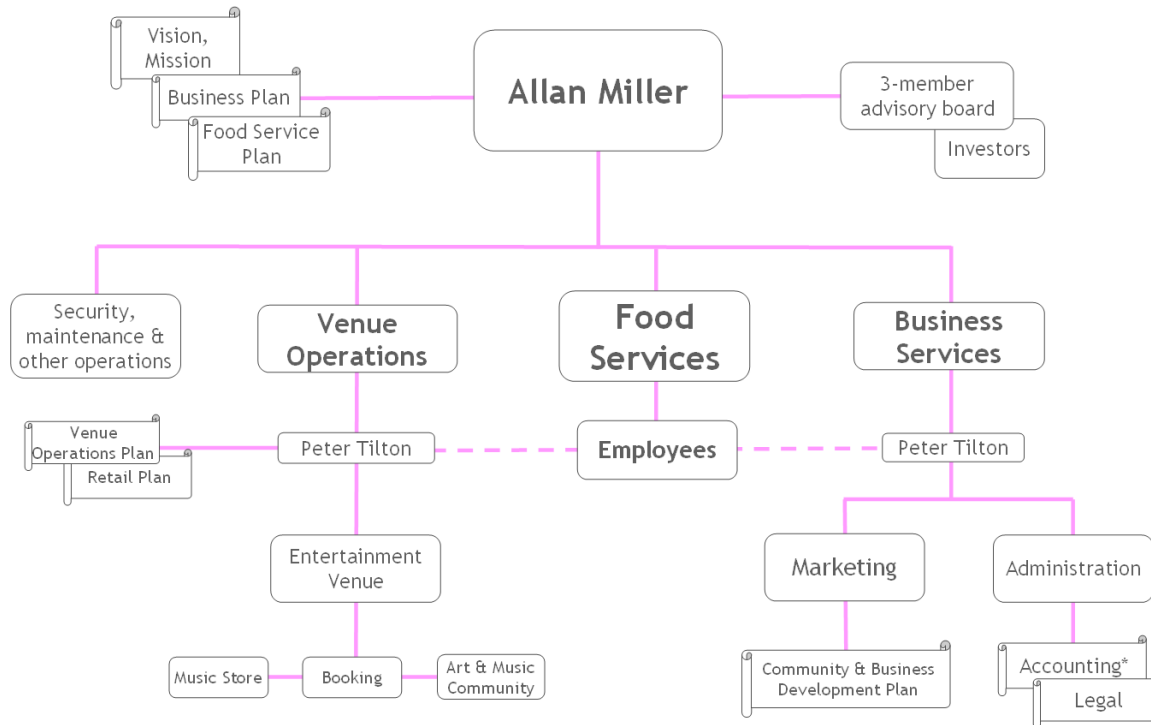 Vision,
Mission
Business Plan
Food Service
Plan
Allan Miller
3-member
advisory board
Investors
Security,
maintenance &
other operations
Venue
Operations
Food
Services
Business
Services
Venue
Operations Plan
Retail Plan
Peter Tilton
Employees
Peter Tilton
Entertainment
Venue
Marketing
Administration
Music Store
Booking
Art & Music
Community
Community & Business
Development Plan
Accounting*
Legal